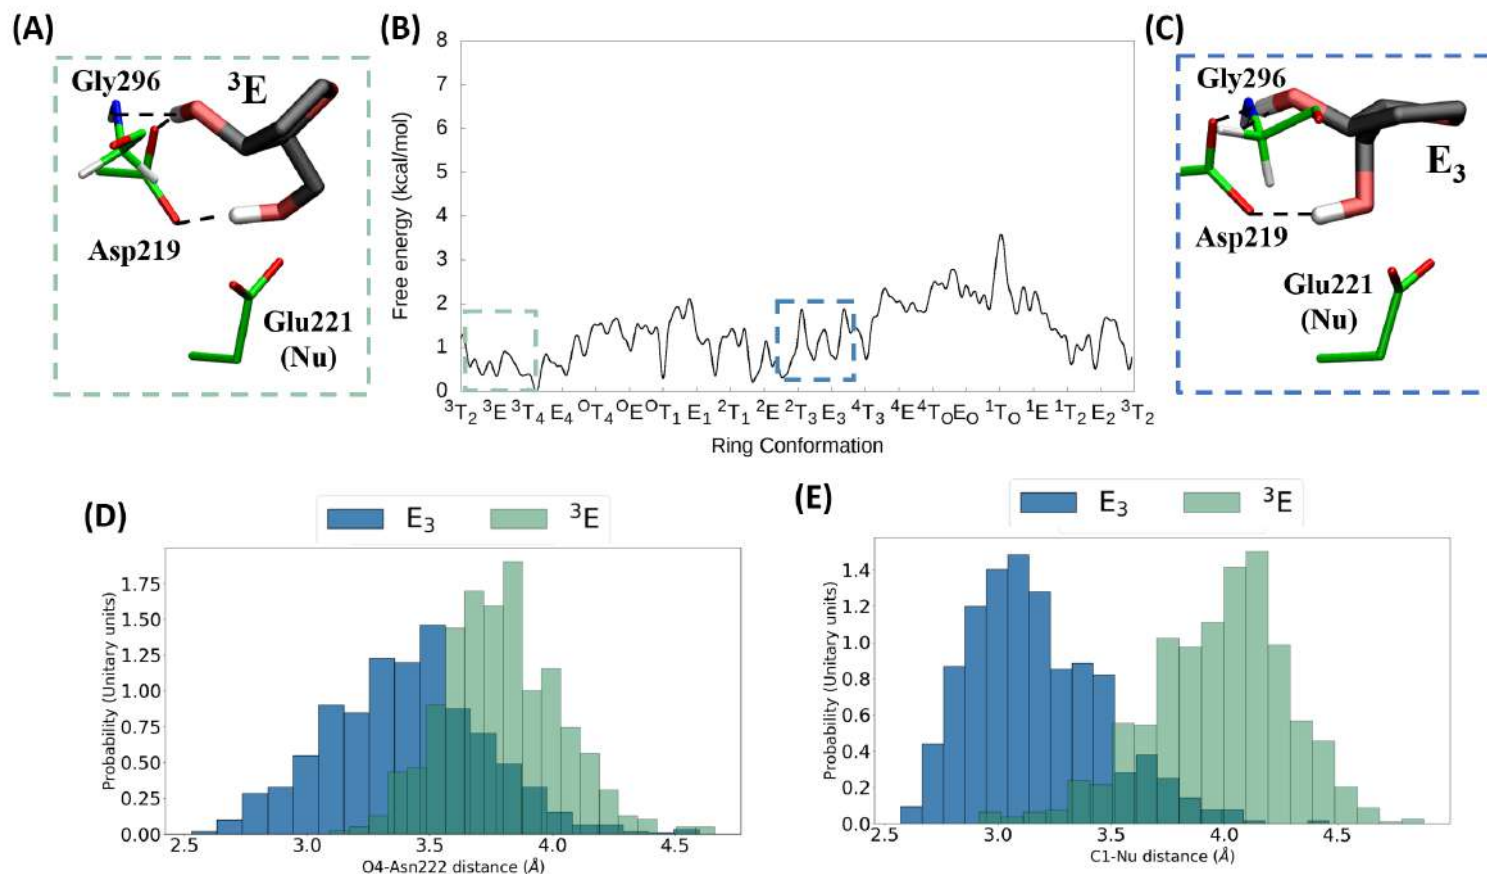 (A)
Gly296
³E
Asp219
Glu221
(Nu)
(B)
Free energy (kcal/mol)
8
7
6
5
4
3
2
1
0
³T₂ ³E ³T₄ E₄ ᴼT₄ ᴼE ᴼT₁ E₁ ²T₁ ²E ²T₃ E₃ ⁴T₃ ⁴E ⁴Tₒ Eₒ ¹Tₒ ¹E ¹T₂ E₂ ³T₂
Ring Conformation
(C)
Gly296
E₃
Asp219
Glu221
(Nu)
(D)
E₃ ³E
Probability (Unitary units)
1.75
1.50
1.25
1.00
0.75
0.50
0.25
0.00
2.5 3.0 3.5 4.0 4.5
O4-Asn222 distance (Å)
(E)
E₃ ³E
Probability (Unitary units)
1.4
1.2
1.0
0.8
0.6
0.4
0.2
0.0
2.5 3.0 3.5 4.0 4.5
C1-Nu distance (Å)